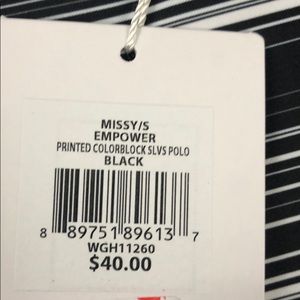 MISSY/S
EMPOWER
PRINTED COLORBLOCK SLVS POLO
BLACK
8 89751 89613 7
WGH11260
$40.00